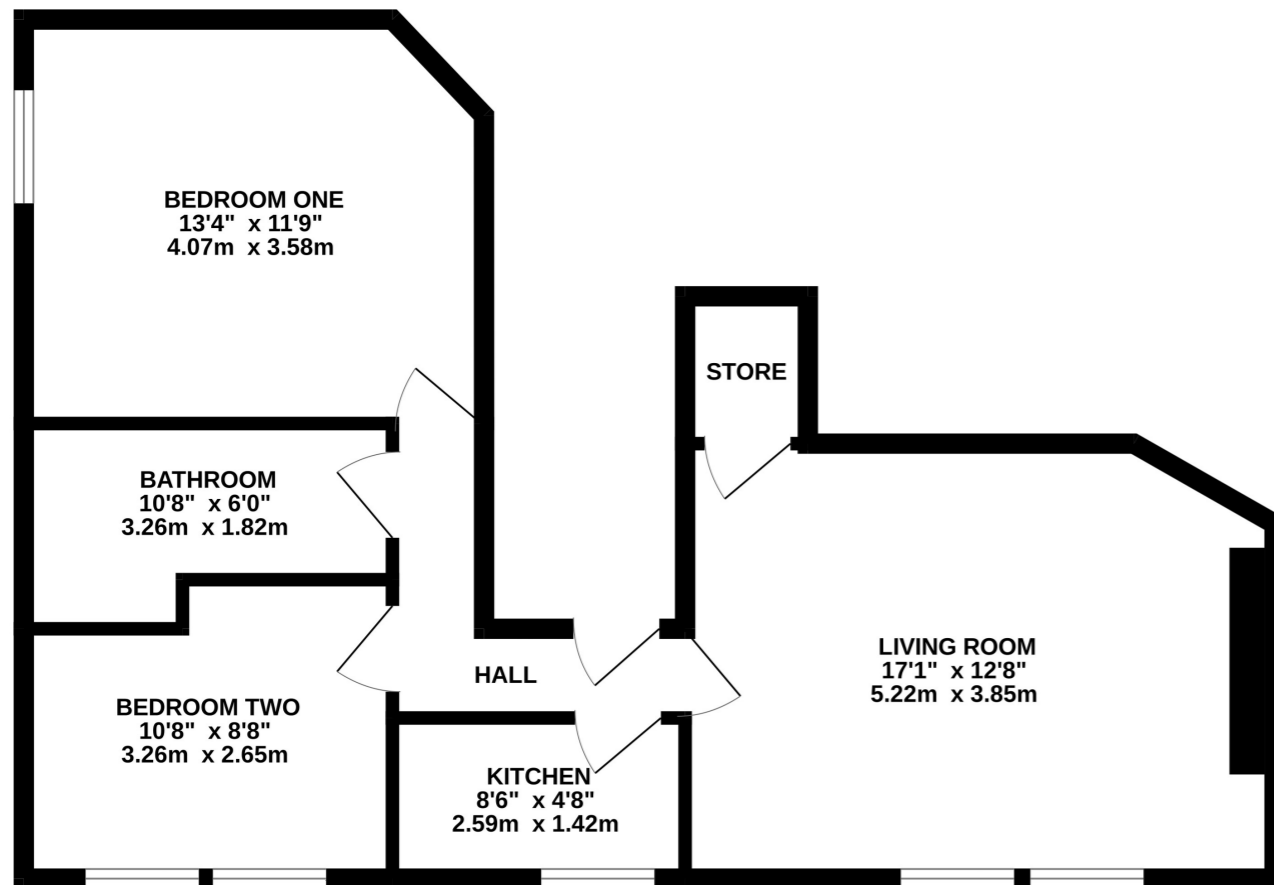 BEDROOM ONE
13'4" x 11'9"
4.07m x 3.58m
STORE
BATHROOM
10'8" x 6'0"
3.26m x 1.82m
LIVING ROOM
17'1" x 12'8"
5.22m x 3.85m
HALL
BEDROOM TWO
10'8" x 8'8"
3.26m x 2.65m
KITCHEN
8'6" x 4'8"
2.59m x 1.42m